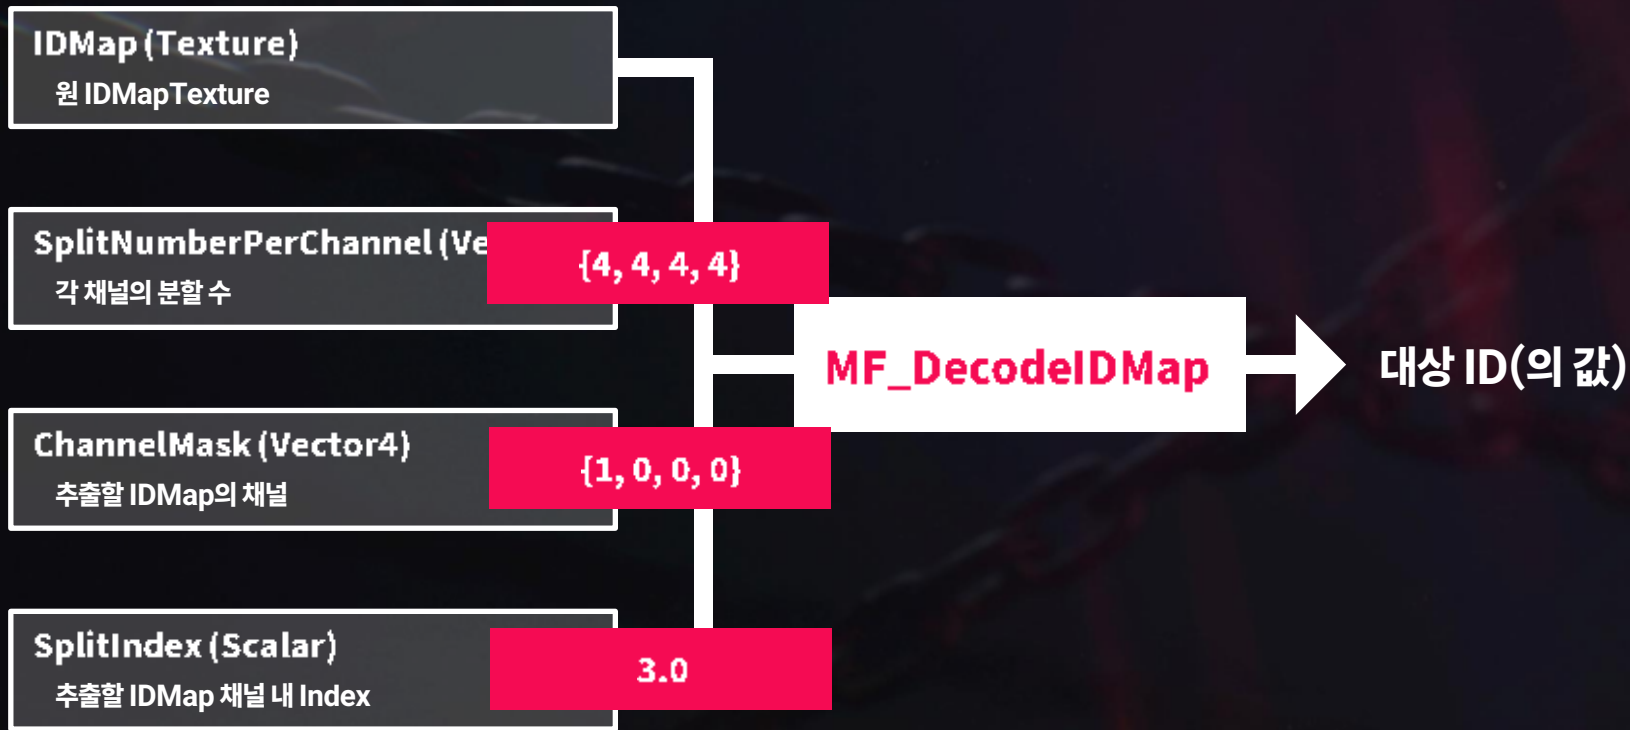 IDMap (Texture)
원 IDMapTexture
SplitNumberPerChannel (Ve
{4, 4, 4, 4}
각 채널의 분할 수
MF_DecodeIDMap
대상 ID(의 값)
ChannelMask (Vector4)
{1, 0, 0, 0}
추출할 IDMap의 채널
SplitIndex (Scalar)
3.0
추출할 IDMap 채널 내 Index